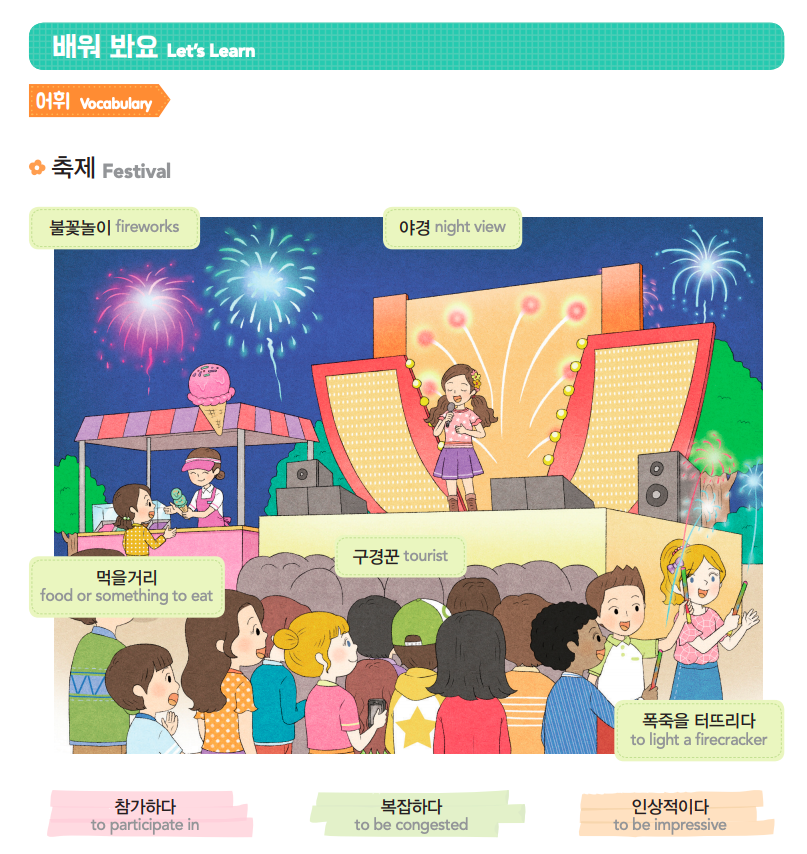 배워 봐요 Let's Learn
어휘 Vocabulary
축제 Festival
불꽃놀이 fireworks
야경 night view
구경꾼 tourist
먹을거리
food or something to eat
폭죽을 터뜨리다
to light a firecracker
참가하다
to participate in
복잡하다
to be congested
인상적이다
to be impressive